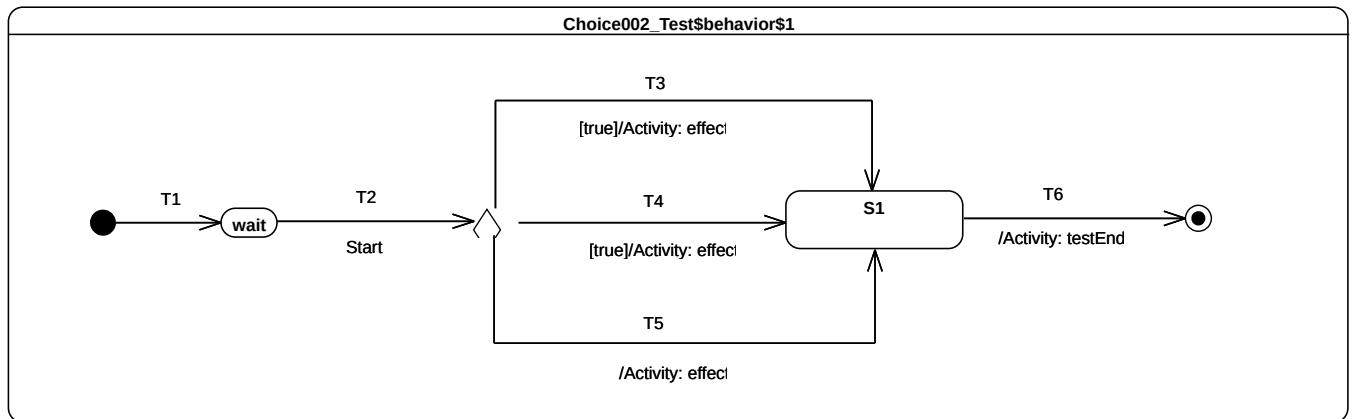 Choice002_Test$behavior$1
T3
[true]/Activity: effect
T1
T2
T4
T6
wait
S1
Start
[true]/Activity: effect
/Activity: testEnd
T5
/Activity: effect